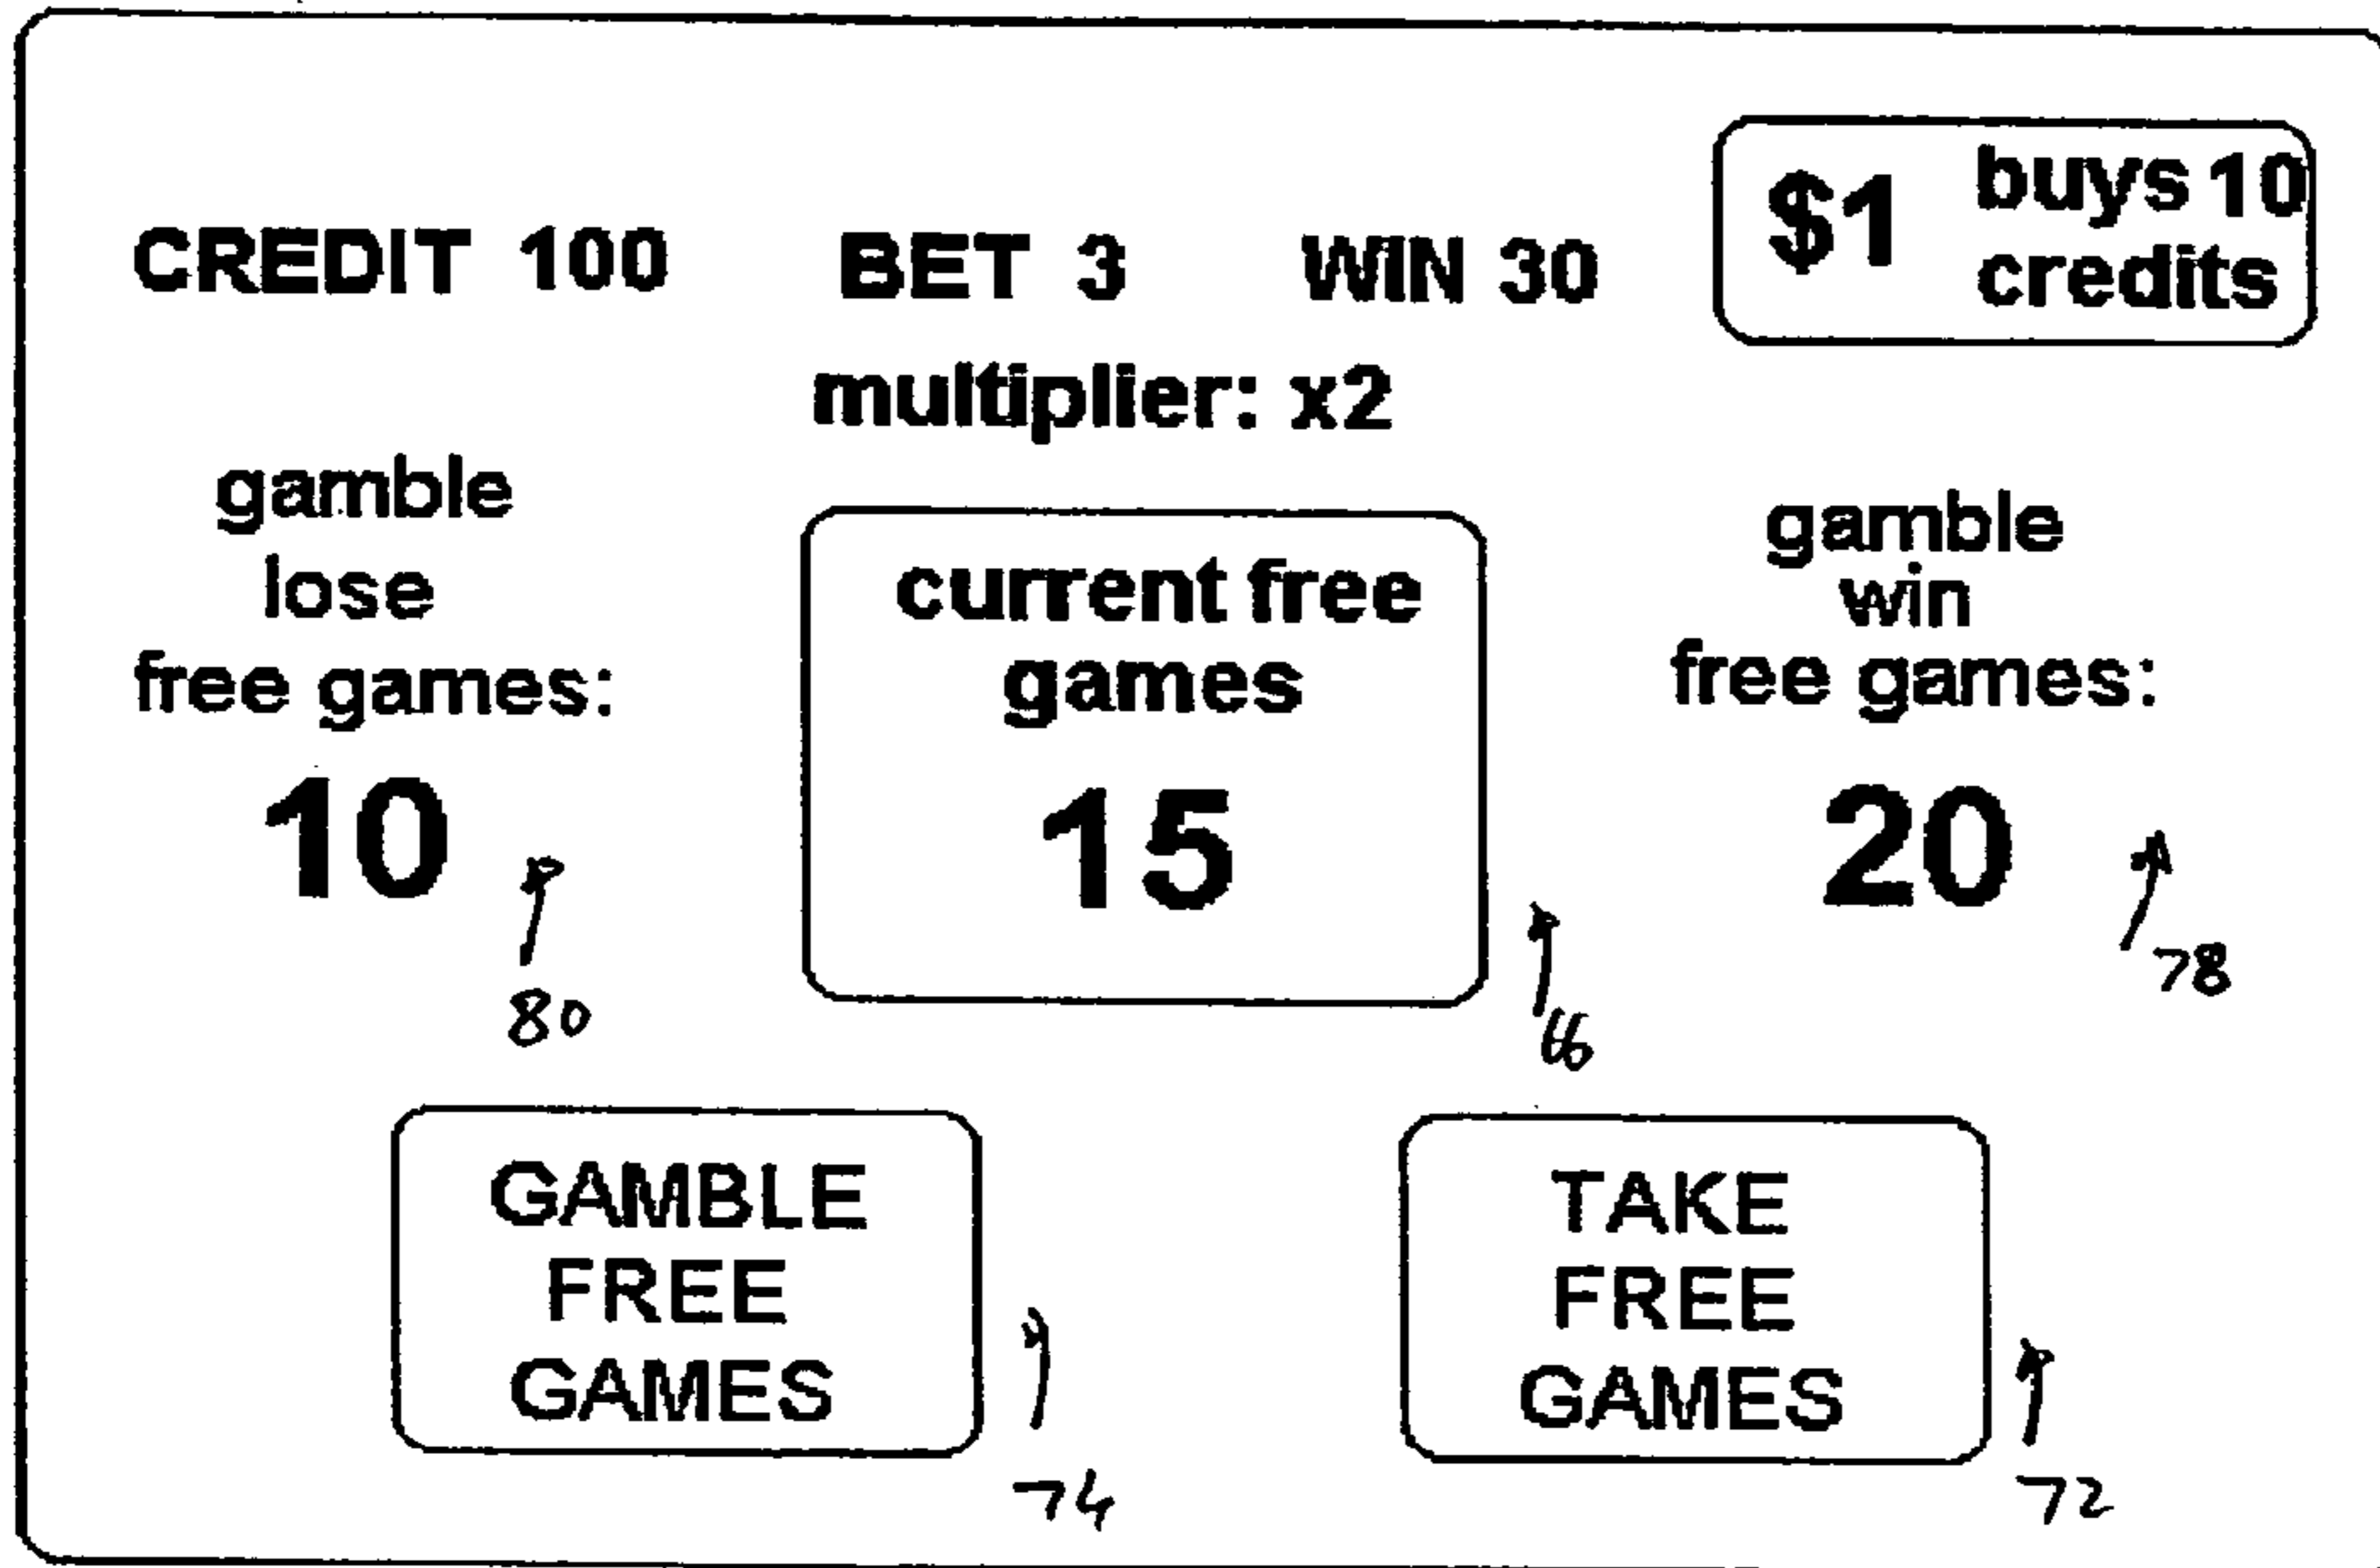 CREDIT 100 BET 3 WIN 30 $1 buys 10 credits
multiplier: x2
gamble
lose
free games:
10
80
current free
games
15
66
gamble
win
free games:
20
78
GAMBLE
FREE
GAMES
74
TAKE
FREE
GAMES
72